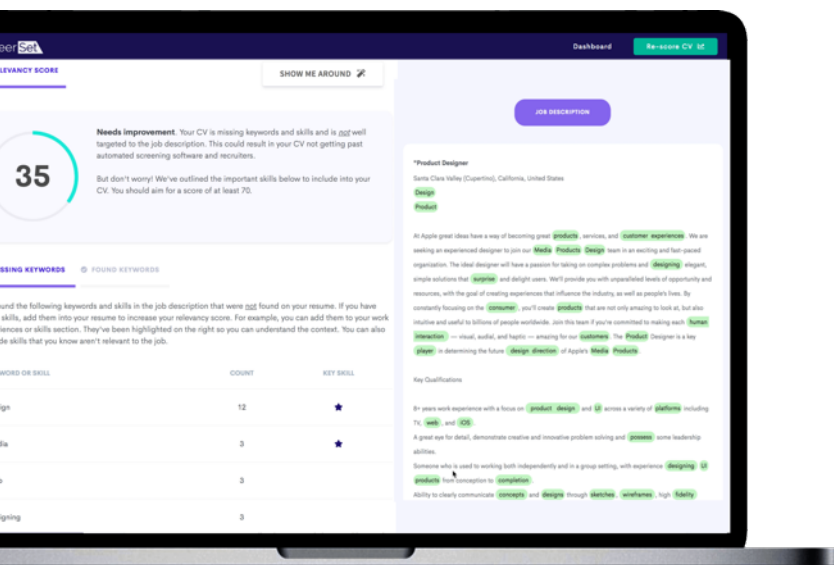 eerSet
Dashboard
Re-score CV
LEVANCY SCORE
SHOW ME AROUND
35
Needs improvement. Your CV is missing keywords and skills and is not well
targeted to the job description. This could result in your CV not getting past
automated screening software and recruiters.
But don't worry! We've outlined the important skills below to include into your
CV. You should aim for a score of at least 70.
SSING KEYWORDS
FOUND KEYWORDS
und the following keywords and skills in the job description that were not found on your resume. If you have
skills, add them into your resume to increase your relevancy score. For example, you can add them to your work
iences or skills section. They've been highlighted on the right so you can understand the context. You can also
de skills that you know aren't relevant to the job.
WORD OR SKILL
COUNT
KEY SKILL
ign
12
dia
3
3
igning
3
JOB DESCRIPTION
"Product Designer
Santa Clara Valley (Cupertino), California, United States
Design
Product
At Apple great ideas have a way of becoming great products, services, and customer experiences. We are
seeking an experienced designer to join our Media Products Design team in an exciting and fast-paced
organization. The ideal designer will have a passion for taking on complex problems and designing elegant,
simple solutions that surprise and delight users. We'll provide you with unparalleled levels of opportunity and
resources, with the goal of creating experiences that influence the industry, as well as people's lives. By
constantly focusing on the consumer, you'll create products that are not only amazing to look at, but also
intuitive and useful to billions of people worldwide. Join this team if you're committed to making each human
interaction — visual, audial, and haptic — amazing for our customers. The Product Designer is a key
player in determining the future design direction of Apple's Media Products.
Key Qualifications
8+ years work experience with a focus on product design and UI across a variety of platforms including
TV, web, and iOS.
A great eye for detail, demonstrate creative and innovative problem solving and possess some leadership
abilities.
Someone who is used to working both independently and in a group setting, with experience designing UI
products from conception to completion
Ability to clearly communicate concepts and designs through sketches, wireframes, high fidelity